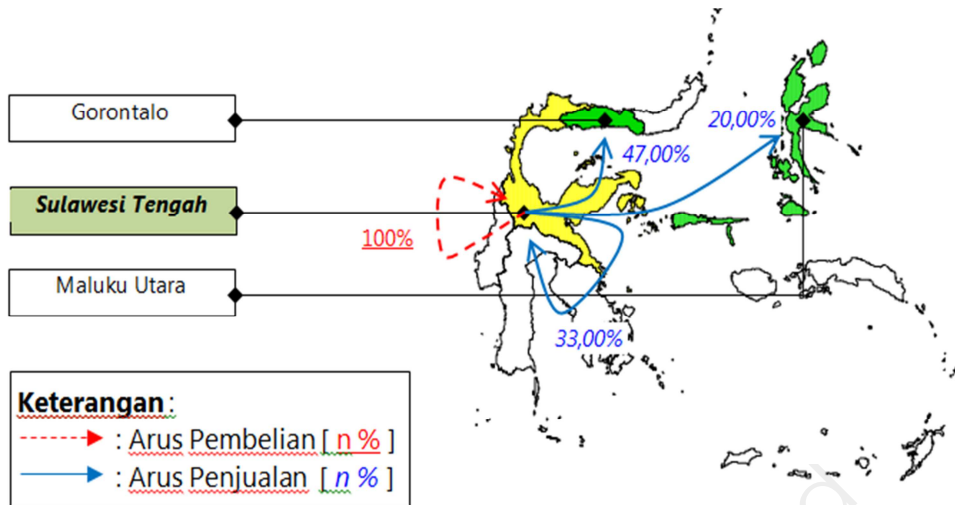 Gorontalo
20,00%
47,00%
Sulawesi Tengah
100%
Maluku Utara
33,00%
Keterangan :
: Arus Pembelian [ n % ]
: Arus Penjualan [ n % ]